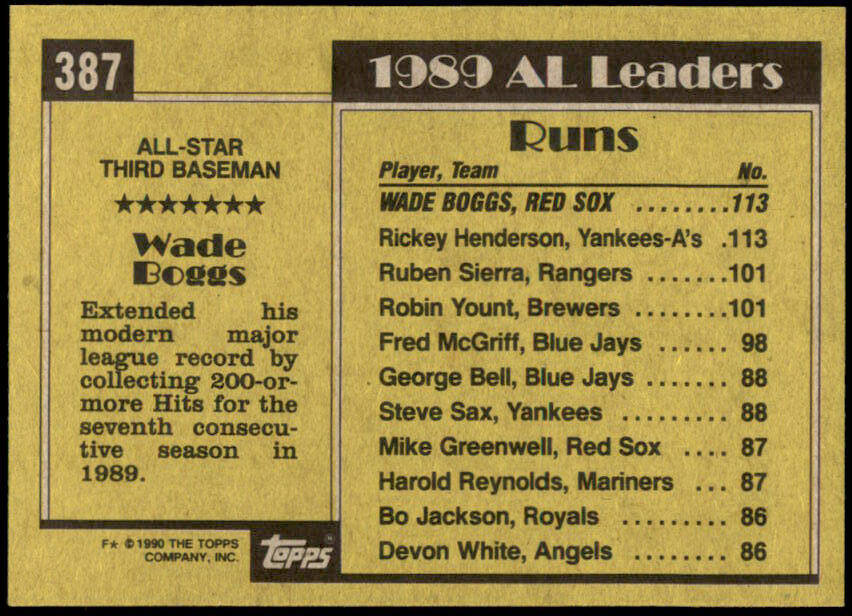 387
ALL-STAR
THIRD BASEMAN
★★★★★★★
Wade
Boggs
Extended his
modern major
league record by
collecting 200-or-
more Hits for the
seventh consecu-
tive season in
1989.
F★ © 1990 THE TOPPS
COMPANY, INC.
TOPPS
1989 AL Leaders
Runs
Player, Team No.
WADE BOGGS, RED SOX ........113
Rickey Henderson, Yankees-A's .113
Ruben Sierra, Rangers .......101
Robin Yount, Brewers ........101
Fred McGriff, Blue Jays ...... 98
George Bell, Blue Jays ....... 88
Steve Sax, Yankees ......... 88
Mike Greenwell, Red Sox .... 87
Harold Reynolds, Mariners ... 87
Bo Jackson, Royals ......... 86
Devon White, Angels ........ 86